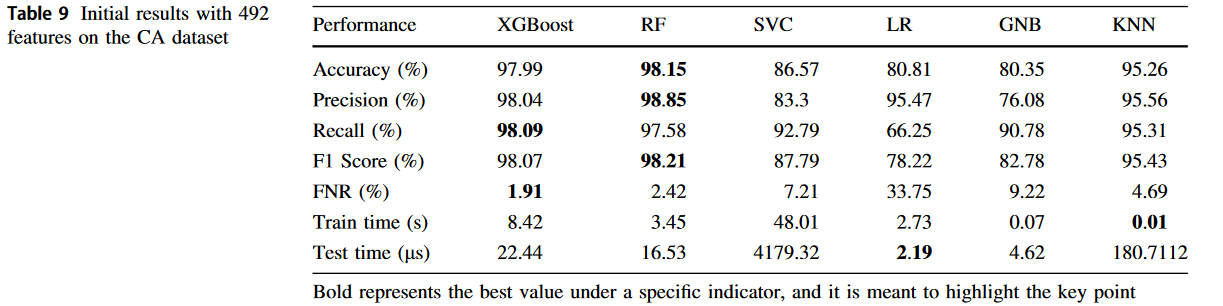 Table 9 Initial results with 492
features on the CA dataset
Performance XGBoost RF SVC LR GNB KNN
Accuracy (%) 97.99 98.15 86.57 80.81 80.35 95.26
Precision (%) 98.04 98.85 83.3 95.47 76.08 95.56
Recall (%) 98.09 97.58 92.79 66.25 90.78 95.31
F1 Score (%) 98.07 98.21 87.79 78.22 82.78 95.43
FNR (%) 1.91 2.42 7.21 33.75 9.22 4.69
Train time (s) 8.42 3.45 48.01 2.73 0.07 0.01
Test time (μs) 22.44 16.53 4179.32 2.19 4.62 180.7112
Bold represents the best value under a specific indicator, and it is meant to highlight the key point